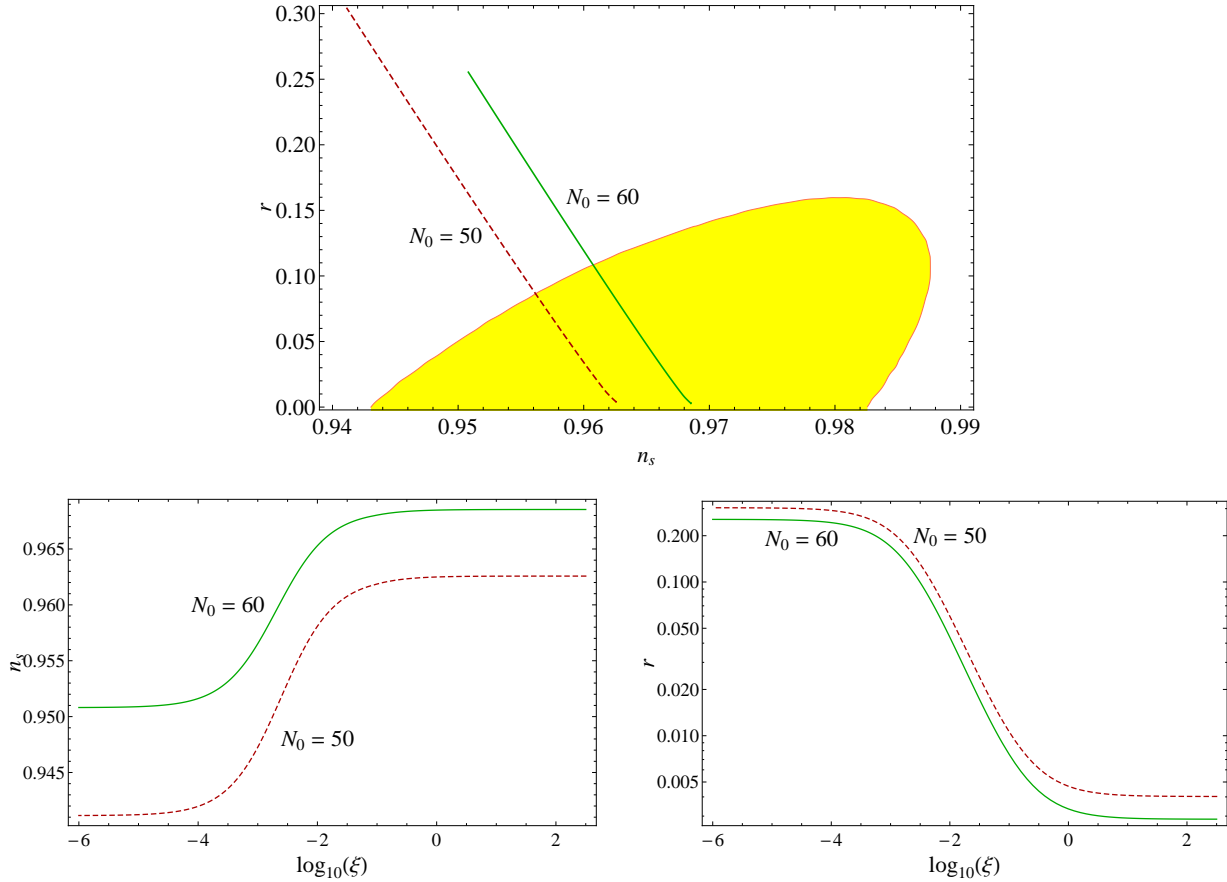 0.30
0.25
0.20
0.15
0.10
0.05
0.00
r
N₀ = 60
N₀ = 50
0.94 0.95 0.96 0.97 0.98 0.99
nₛ
0.965
0.960
0.955
0.950
0.945
nₛ
N₀ = 60
N₀ = 50
-6 -4 -2 0 2
log₁₀(ξ)
0.200
0.100
0.050
0.020
0.010
0.005
r
N₀ = 60
N₀ = 50
-6 -4 -2 0 2
log₁₀(ξ)